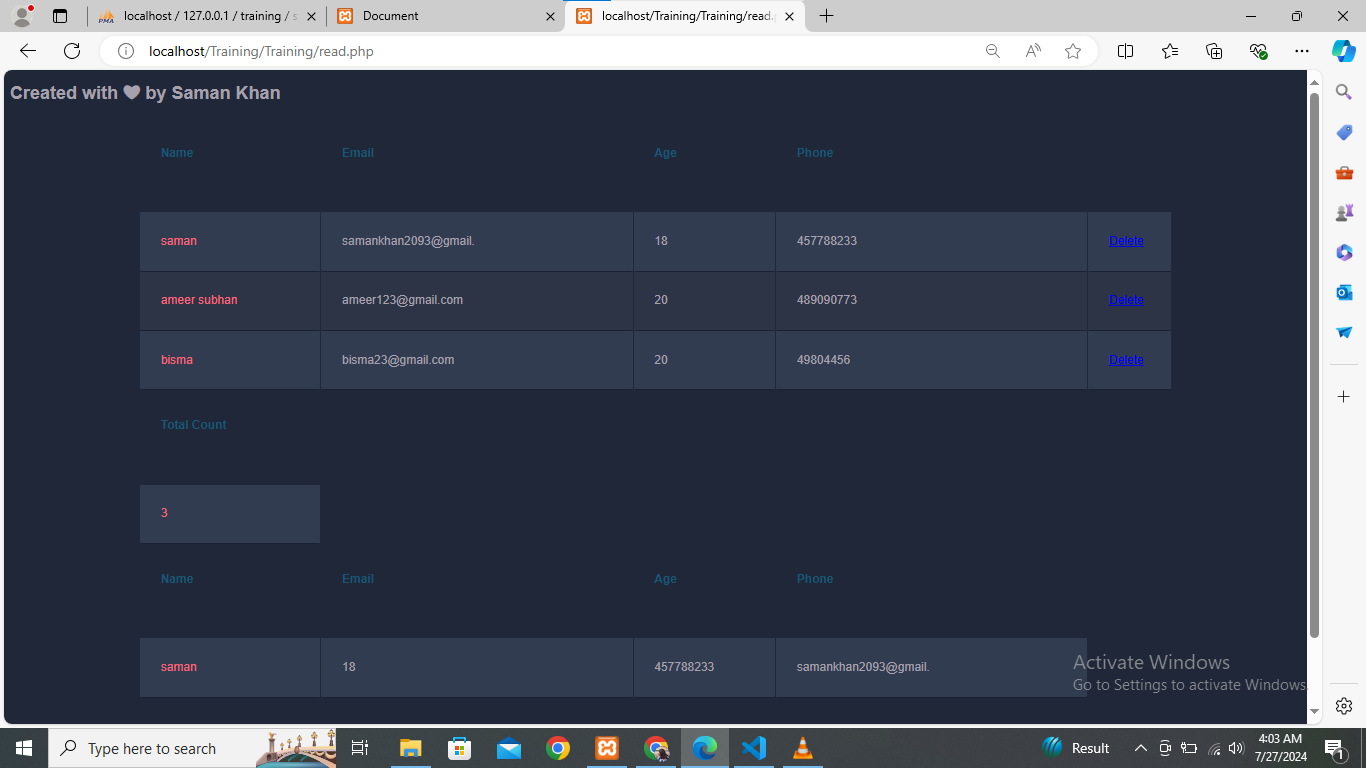 localhost / 127.0.0.1 / training / s
Document
localhost/Training/Training/read.p
localhost/Training/Training/read.php
Created with ❤ by Saman Khan
Name Email Age Phone
saman samankhan2093@gmail. 18 457788233 Delete
ameer subhan ameer123@gmail.com 20 489090773 Delete
bisma bisma23@gmail.com 20 49804456 Delete
Total Count
3
Name Email Age Phone
saman 18 457788233 samankhan2093@gmail.
Activate Windows
Go to Settings to activate Windows.
Type here to search
Result
4:03 AM
7/27/2024
1